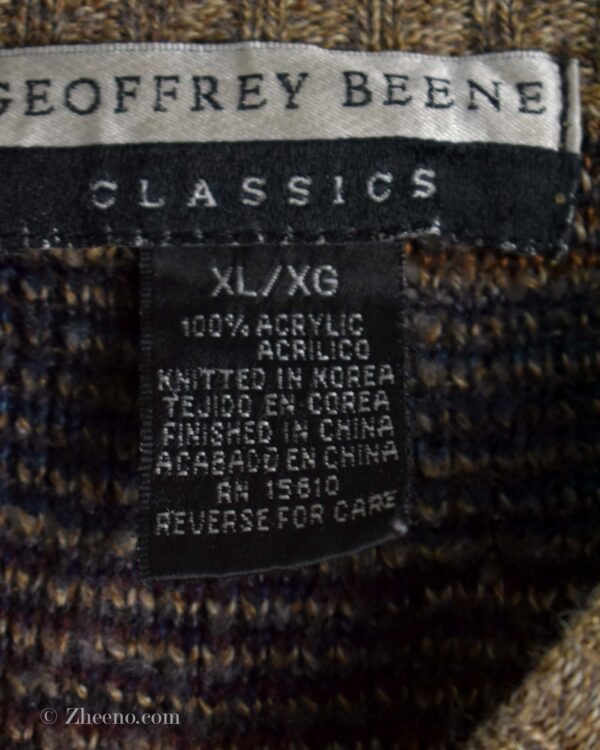 GEOFFREY BEENE
CLASSICS
XL/XG
100% ACRYLIC
ACRILICO
KNITTED IN KOREA
TEJIDO EN COREA
FINISHED IN CHINA
ACABADO EN CHINA
RN 15610
REVERSE FOR CARE
© Zheeno.com